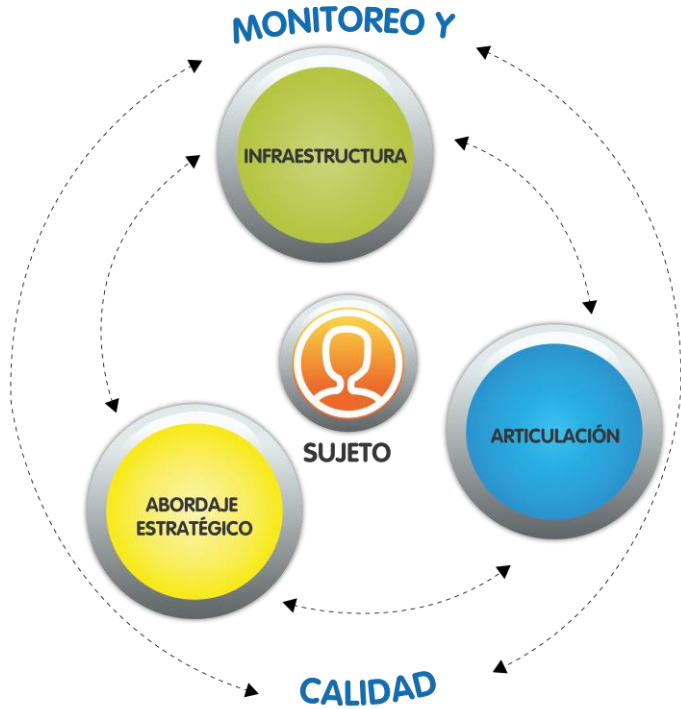 MONITOREO Y
INFRAESTRUCTURA
SUJETO
ARTICULACIÓN
ABORDAJE
ESTRATÉGICO
CALIDAD